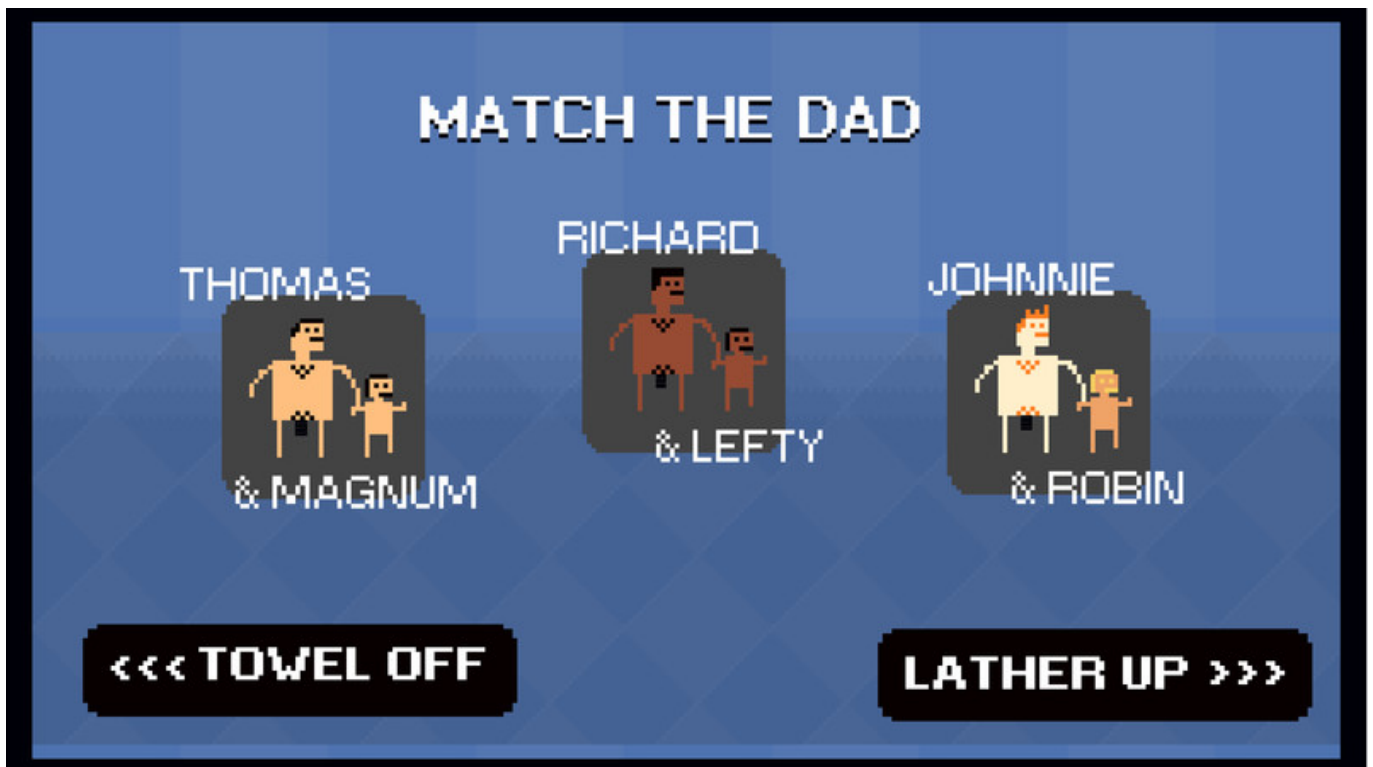 MATCH THE DAD
THOMAS
& MAGNUM
RICHARD
& LEFTY
JOHNNIE
& ROBIN
<<< TOWEL OFF
LATHER UP >>>